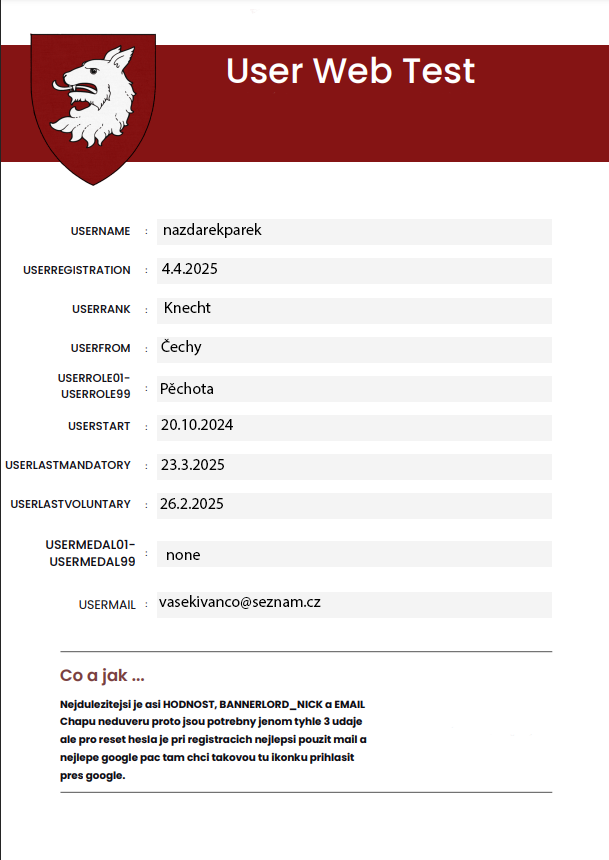 User Web Test
USERNAME : nazdarekparek
USERREGISTRATION : 4.4.2025
USERRANK : Knecht
USERFROM : Čechy
USERROLE01-
USERROLE99 : Pěchota
USERSTART : 20.10.2024
USERLASTMANDATORY : 23.3.2025
USERLASTVOLUNTARY : 26.2.2025
USERMEDAL01-
USERMEDAL99 : none
USERMAIL : vasekivanco@seznam.cz
Co a jak ...
Nejdulezitejsi je asi HODNOST, BANNERLORD_NICK a EMAIL
Chapu neduveru proto jsou potrebny jenom tyhle 3 udaje
ale pro reset hesla je pri registracich nejlepsi pouzit mail a
nejlepe google pac tam chci takovou tu ikonku prihlasit
pres google.